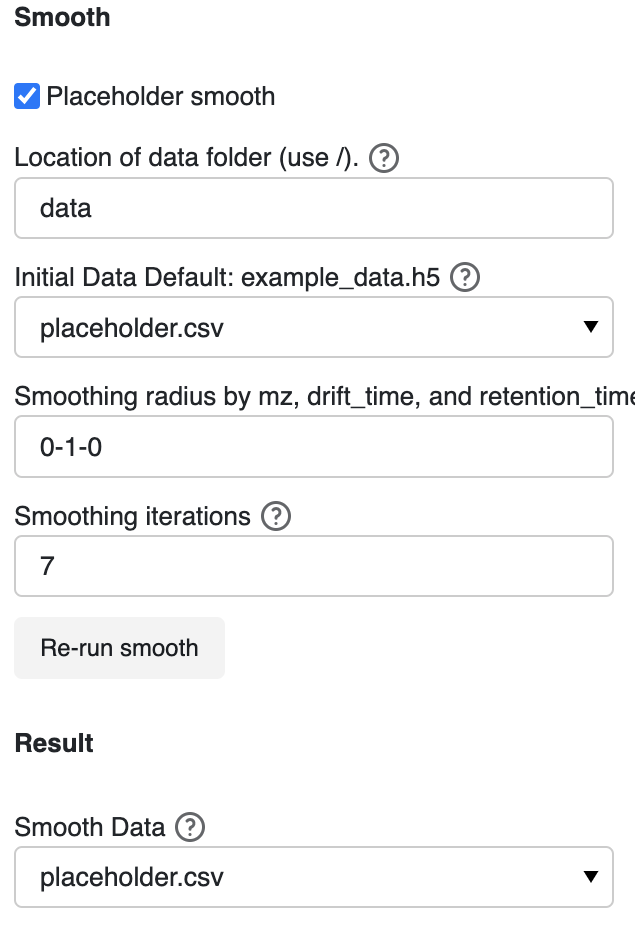 Smooth
Placeholder smooth
Location of data folder (use /). ?
data
Initial Data Default: example_data.h5 ?
placeholder.csv
Smoothing radius by mz, drift_time, and retention_time
0-1-0
Smoothing iterations ?
7
Re-run smooth
Result
Smooth Data ?
placeholder.csv